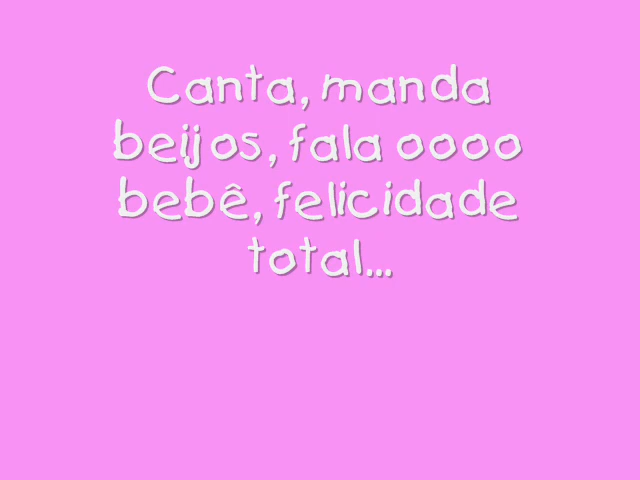 Canta, manda
beijos, fala oooo
bebê, felicidade
total...